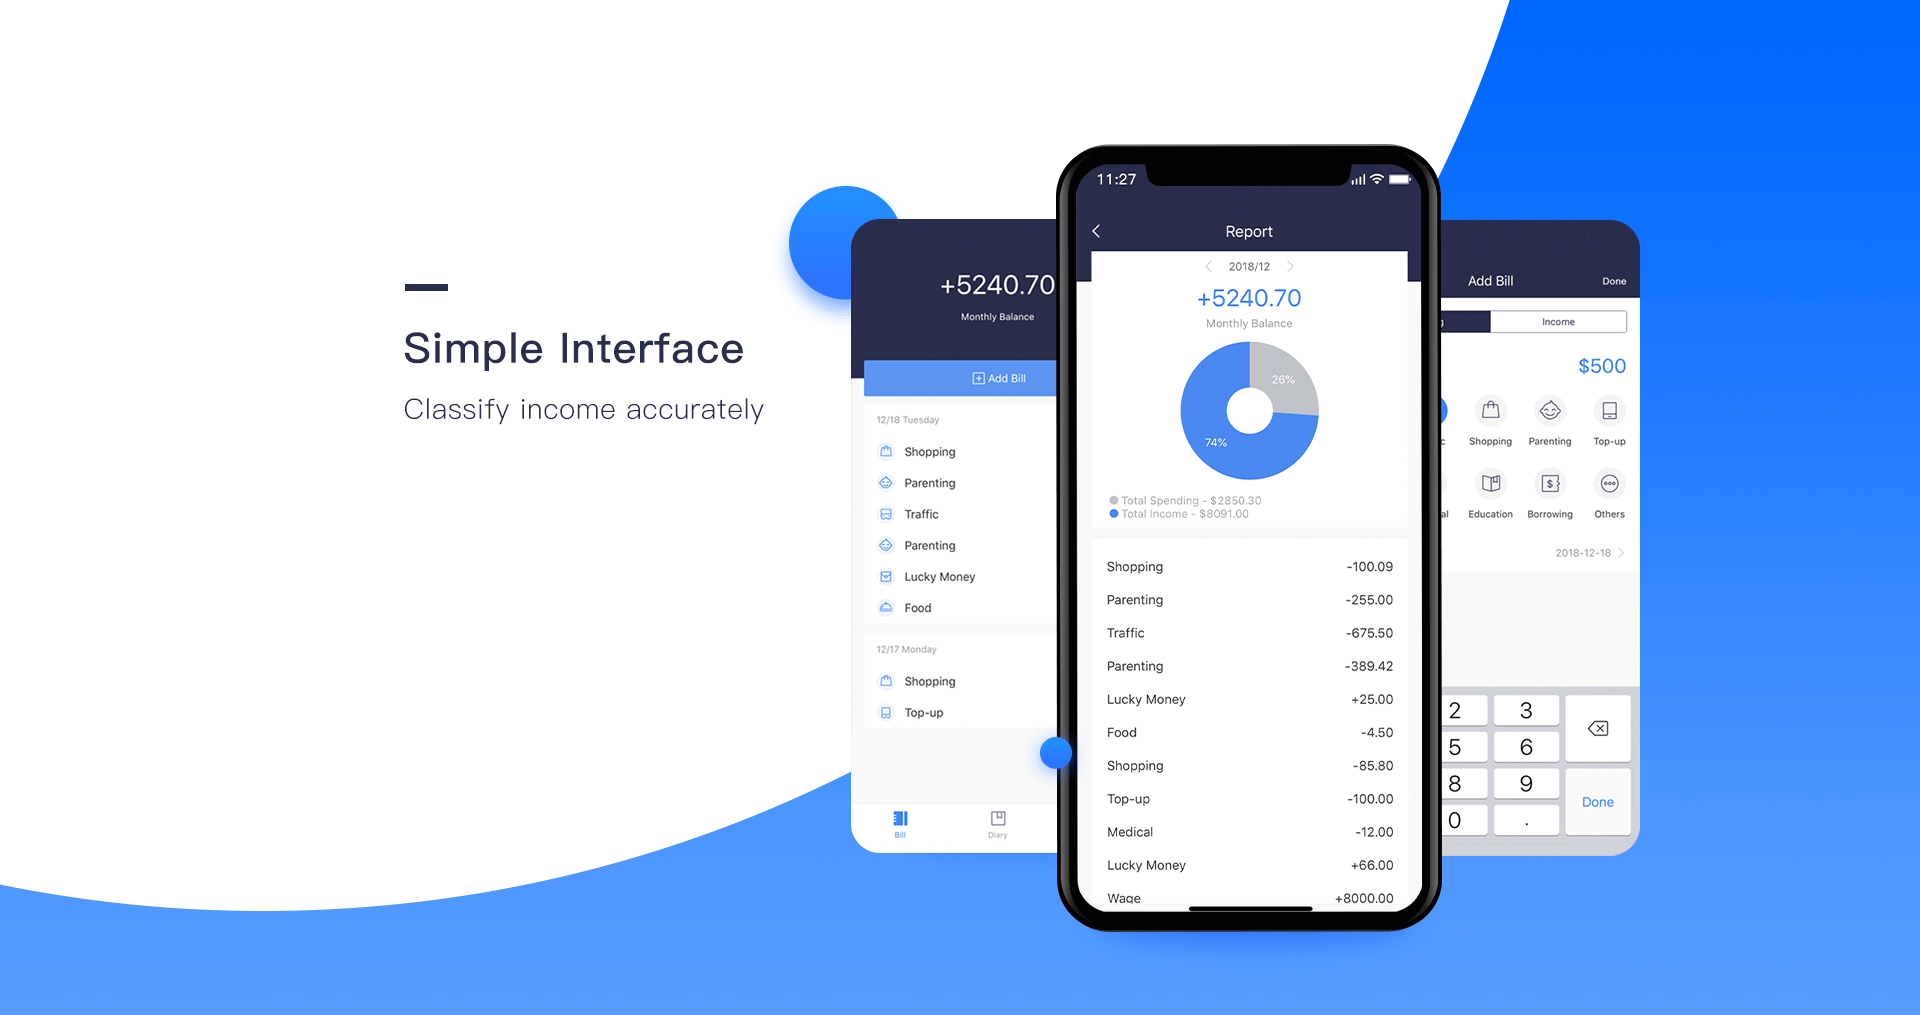 Simple Interface
Classify income accurately
+5240.70
Monthly Balance
Add Bill
12/18 Tuesday
Shopping
Parenting
Traffic
Parenting
Lucky Money
Food
12/17 Monday
Shopping
Top-up
Bill
Diary
11:27
Report
2018/12
+5240.70
Monthly Balance
26%
74%
Total Spending - $2850.30
Total Income - $8091.00
Shopping -100.09
Parenting -255.00
Traffic -675.50
Parenting -389.42
Lucky Money +25.00
Food -4.50
Shopping -85.80
Top-up -100.00
Medical -12.00
Lucky Money +66.00
Wage +8000.00
Add Bill Done
Income
$500
Shopping Parenting Top-up
Education Borrowing Others
2018-12-18
2 3
5 6
8 9
Done
0 .